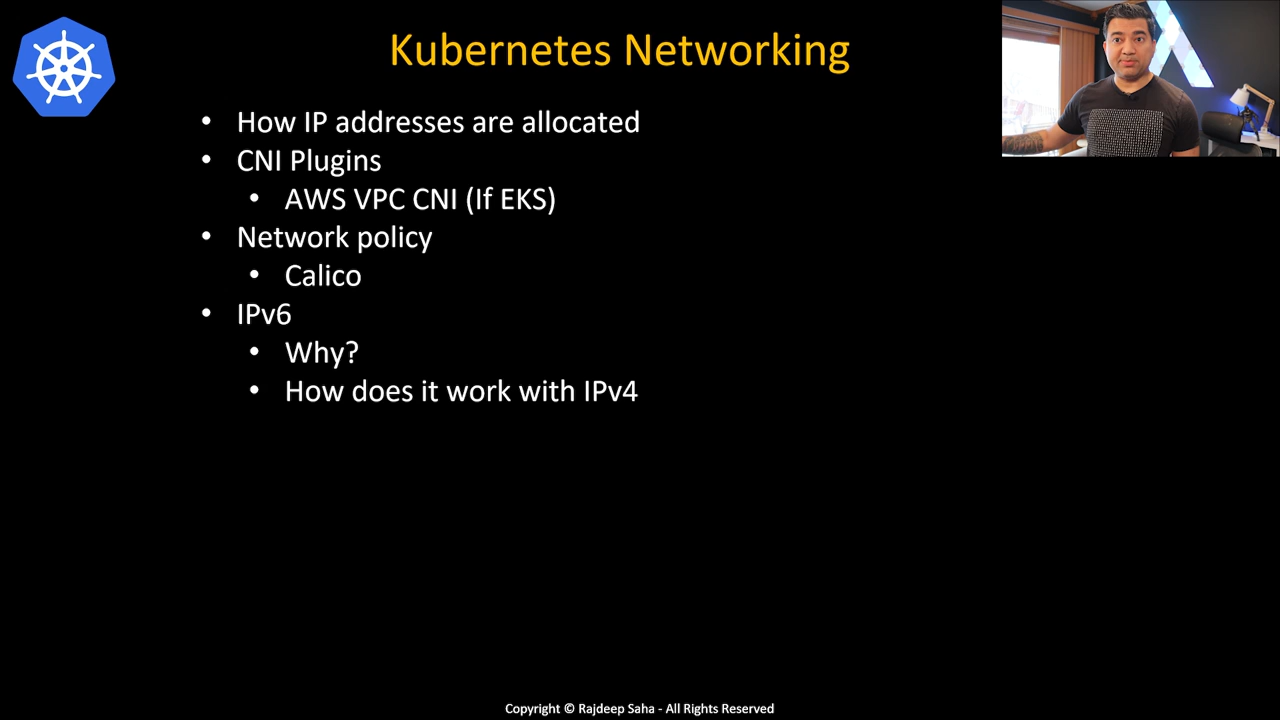 Kubernetes Networking
• How IP addresses are allocated
• CNI Plugins
• AWS VPC CNI (If EKS)
• Network policy
• Calico
• IPv6
• Why?
• How does it work with IPv4
Copyright © Rajdeep Saha - All Rights Reserved